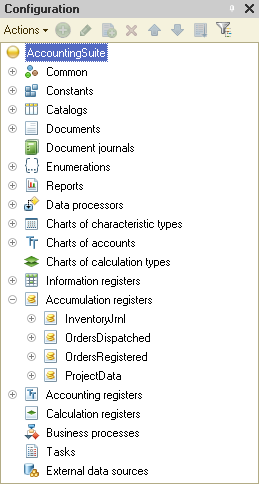 Configuration
Actions
AccountingSuite
Common
Constants
Catalogs
Documents
Document journals
Enumerations
Reports
Data processors
Charts of characteristic types
Charts of accounts
Charts of calculation types
Information registers
Accumulation registers
InventoryJrnl
OrdersDispatched
OrdersRegistered
ProjectData
Accounting registers
Calculation registers
Business processes
Tasks
External data sources